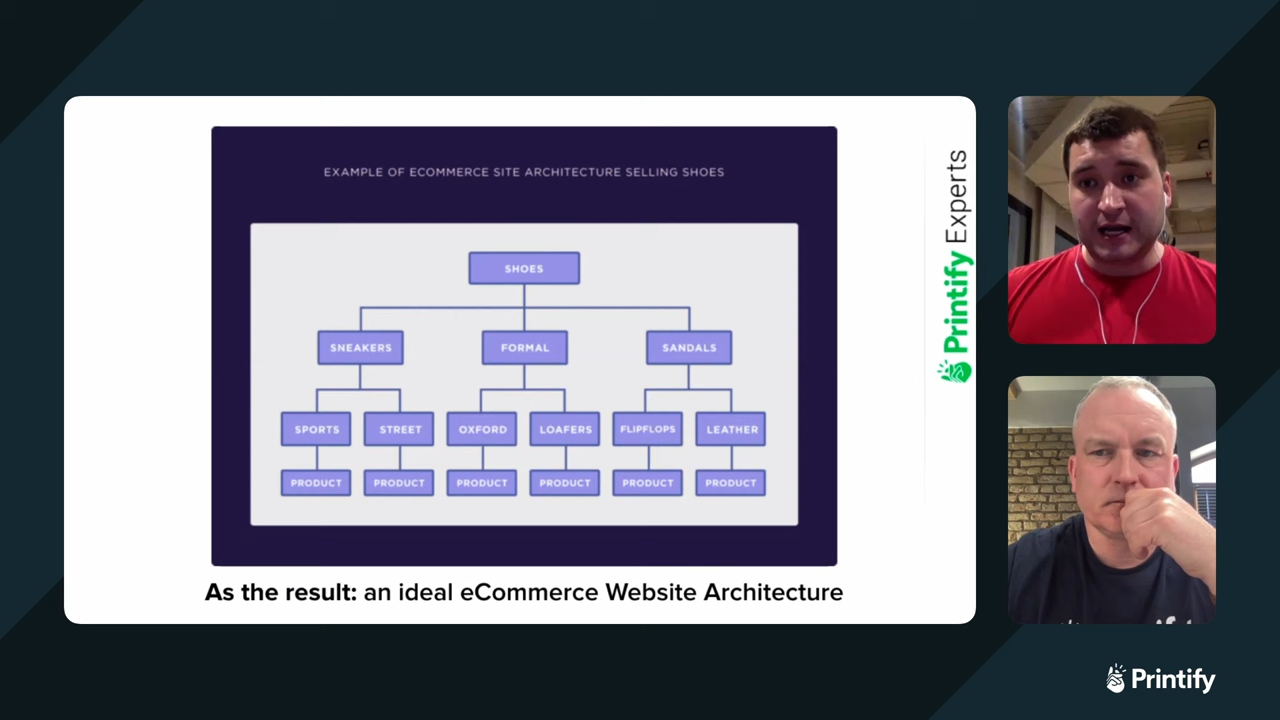 EXAMPLE OF ECOMMERCE SITE ARCHITECTURE SELLING SHOES
SHOES
SNEAKERS FORMAL SANDALS
SPORTS STREET OXFORD LOAFERS FLIPFLOPS LEATHER
PRODUCT PRODUCT PRODUCT PRODUCT PRODUCT PRODUCT
As the result: an ideal eCommerce Website Architecture
Printify Experts
Printify